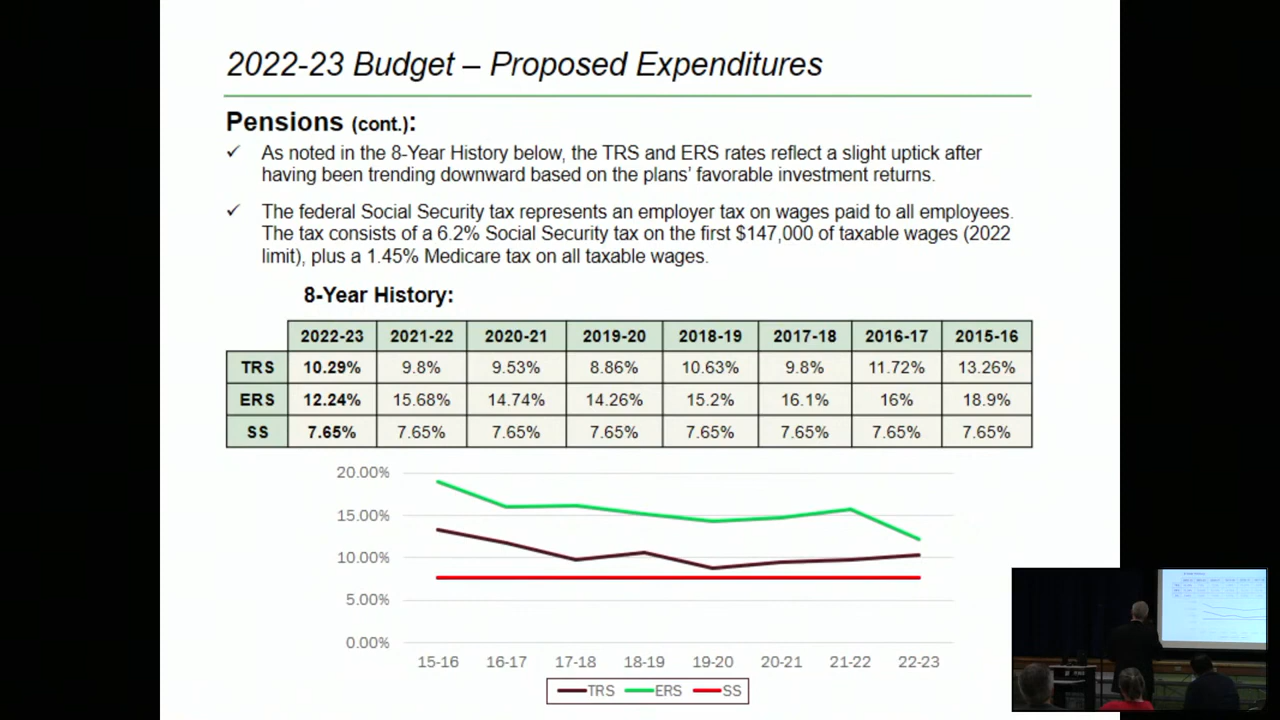 2022-23 Budget – Proposed Expenditures
Pensions (cont.):
✓ As noted in the 8-Year History below, the TRS and ERS rates reflect a slight uptick after
having been trending downward based on the plans' favorable investment returns.
✓ The federal Social Security tax represents an employer tax on wages paid to all employees.
The tax consists of a 6.2% Social Security tax on the first $147,000 of taxable wages (2022
limit), plus a 1.45% Medicare tax on all taxable wages.
8-Year History:
2022-23 2021-22 2020-21 2019-20 2018-19 2017-18 2016-17 2015-16
TRS 10.29% 9.8% 9.53% 8.86% 10.63% 9.8% 11.72% 13.26%
ERS 12.24% 15.68% 14.74% 14.26% 15.2% 16.1% 16% 18.9%
SS 7.65% 7.65% 7.65% 7.65% 7.65% 7.65% 7.65% 7.65%
20.00%
15.00%
10.00%
5.00%
0.00%
15-16 16-17 17-18 18-19 19-20 20-21 21-22 22-23
TRS ERS SS